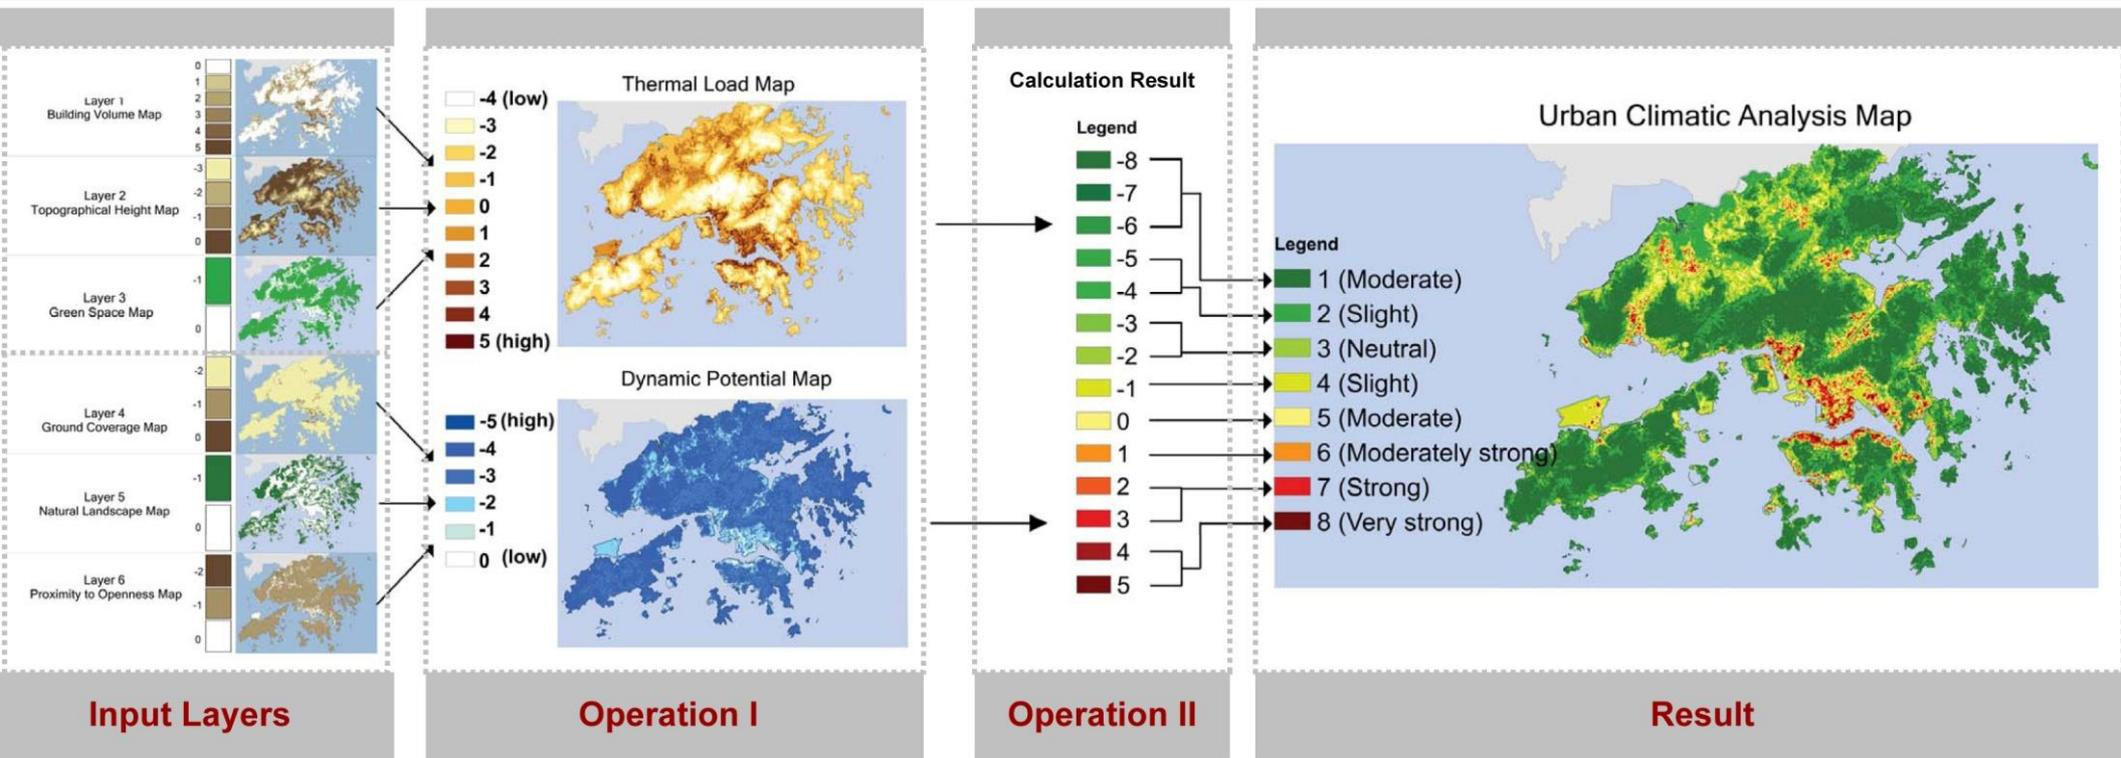 0
1
2
3
4
5
Layer 1
Building Volume Map
-3
-2
-1
0
Layer 2
Topographical Height Map
-1
0
Layer 3
Green Space Map
-2
-1
0
Layer 4
Ground Coverage Map
-1
0
Layer 5
Natural Landscape Map
-2
-1
0
Layer 6
Proximity to Openness Map
Input Layers
Thermal Load Map
-4 (low)
-3
-2
-1
0
1
2
3
4
5 (high)
Dynamic Potential Map
-5 (high)
-4
-3
-2
-1
0 (low)
Operation I
Calculation Result
Legend
-8
-7
-6
-5
-4
-3
-2
-1
0
1
2
3
4
5
Operation II
Urban Climatic Analysis Map
Legend
1 (Moderate)
2 (Slight)
3 (Neutral)
4 (Slight)
5 (Moderate)
6 (Moderately strong)
7 (Strong)
8 (Very strong)
Result